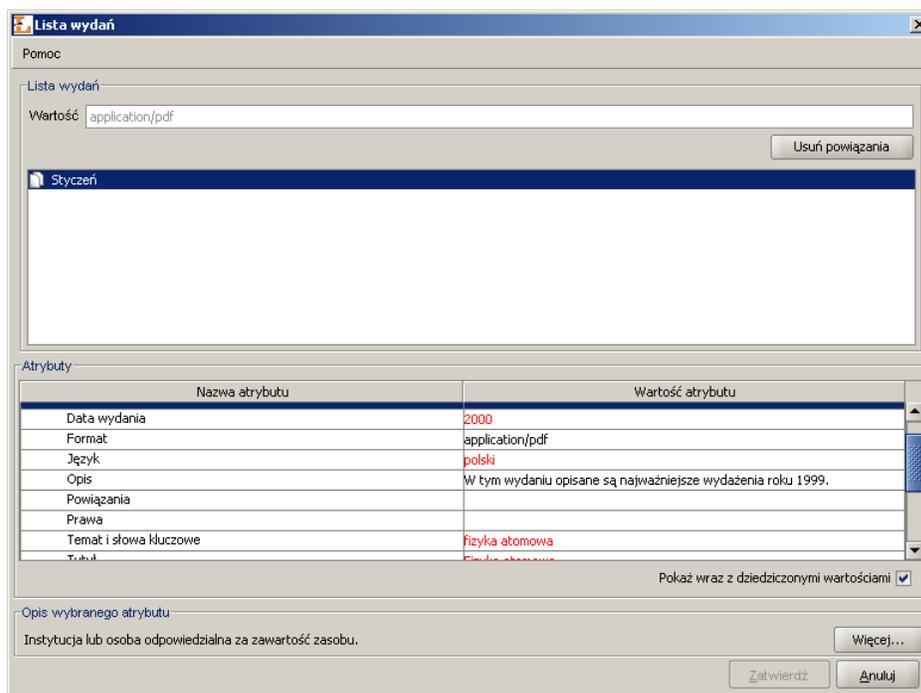 Lista wydań
Pomoc
Lista wydań
Wartość application/pdf
Usuń powiązania
Styczeń
Atrybuty
Nazwa atrybutu Wartość atrybutu
Data wydania 2000
Format application/pdf
Język polski
Opis W tym wydaniu opisane są najważniejsze wydażenia roku 1999.
Powiązania
Prawa
Temat i słowa kluczowe fizyka atomowa
Tytuł Fizyka atomowa
Pokaż wraz z dziedziczonymi wartościami
Opis wybranego atrybutu
Instytucja lub osoba odpowiedzialna za zawartość zasobu.
Więcej...
Zatwierdź Anuluj